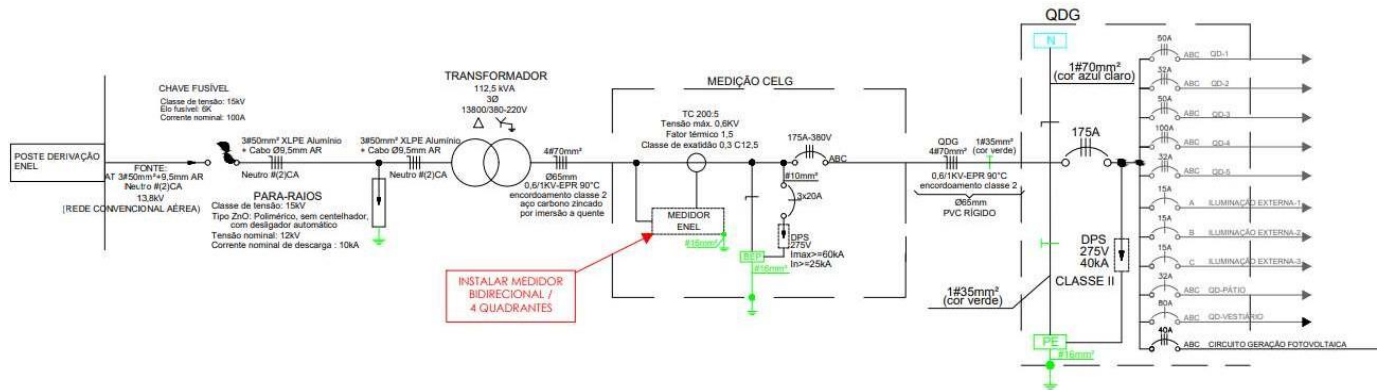 POSTE DERIVAÇÃO
ENEL
FONTE:
AT 3#50mm²+9,5mm AR
Neutro #(2)CA
13,8kV
(REDE CONVENCIONAL AÉREA)
CHAVE FUSÍVEL
Classe de tensão: 15kV
Elo fusível: 6K
Corrente nominal: 100A
3#50mm² XLPE Alumínio
+ Cabo Ø9,5mm AR
Neutro #(2)CA
PARA-RAIOS
Classe de tensão: 15kV
Tipo ZnO: Polimérico, sem centelhador,
com desligador automático
Tensão nominal: 12kV
Corrente nominal de descarga : 10kA
3#50mm² XLPE Alumínio
+ Cabo Ø9,5mm AR
Neutro #(2)CA
TRANSFORMADOR
112,5 kVA
3Ø
13800/380-220V
4#70mm²
Ø65mm
0,6/1KV-EPR 90°C
encordoamento classe 2
aço carbono zincado
por imersão a quente
MEDIÇÃO CELG
TC 200:5
Tensão máx. 0,6KV
Fator térmico 1,5
Classe de exatidão 0,3 C12,5
MEDIDOR
ENEL
#16mm²
INSTALAR MEDIDOR
BIDIRECIONAL /
4 QUADRANTES
175A-380V
ABC
#10mm²
3x20A
DPS
275V
Imax>=60kA
In>=25kA
#16mm²
QDG
4#70mm²
1#35mm²
(cor verde)
0,6/1KV-EPR 90°C
encordoamento classe 2
Ø65mm
PVC RÍGIDO
QDG
N
1#70mm²
(cor azul claro)
175A
DPS
275V
40kA
CLASSE II
1#35mm²
(cor verde)
PE
#16mm²
50A ABC QD-1
32A ABC QD-2
50A ABC QD-3
100A ABC QD-4
32A ABC QD-5
15A A ILUMINAÇÃO EXTERNA-1
15A B ILUMINAÇÃO EXTERNA-2
15A C ILUMINAÇÃO EXTERNA-3
32A ABC QD-PÁTIO
80A ABC QD-VESTIÁRIO
40A ABC CIRCUITO GERAÇÃO FOTOVOLTAICA